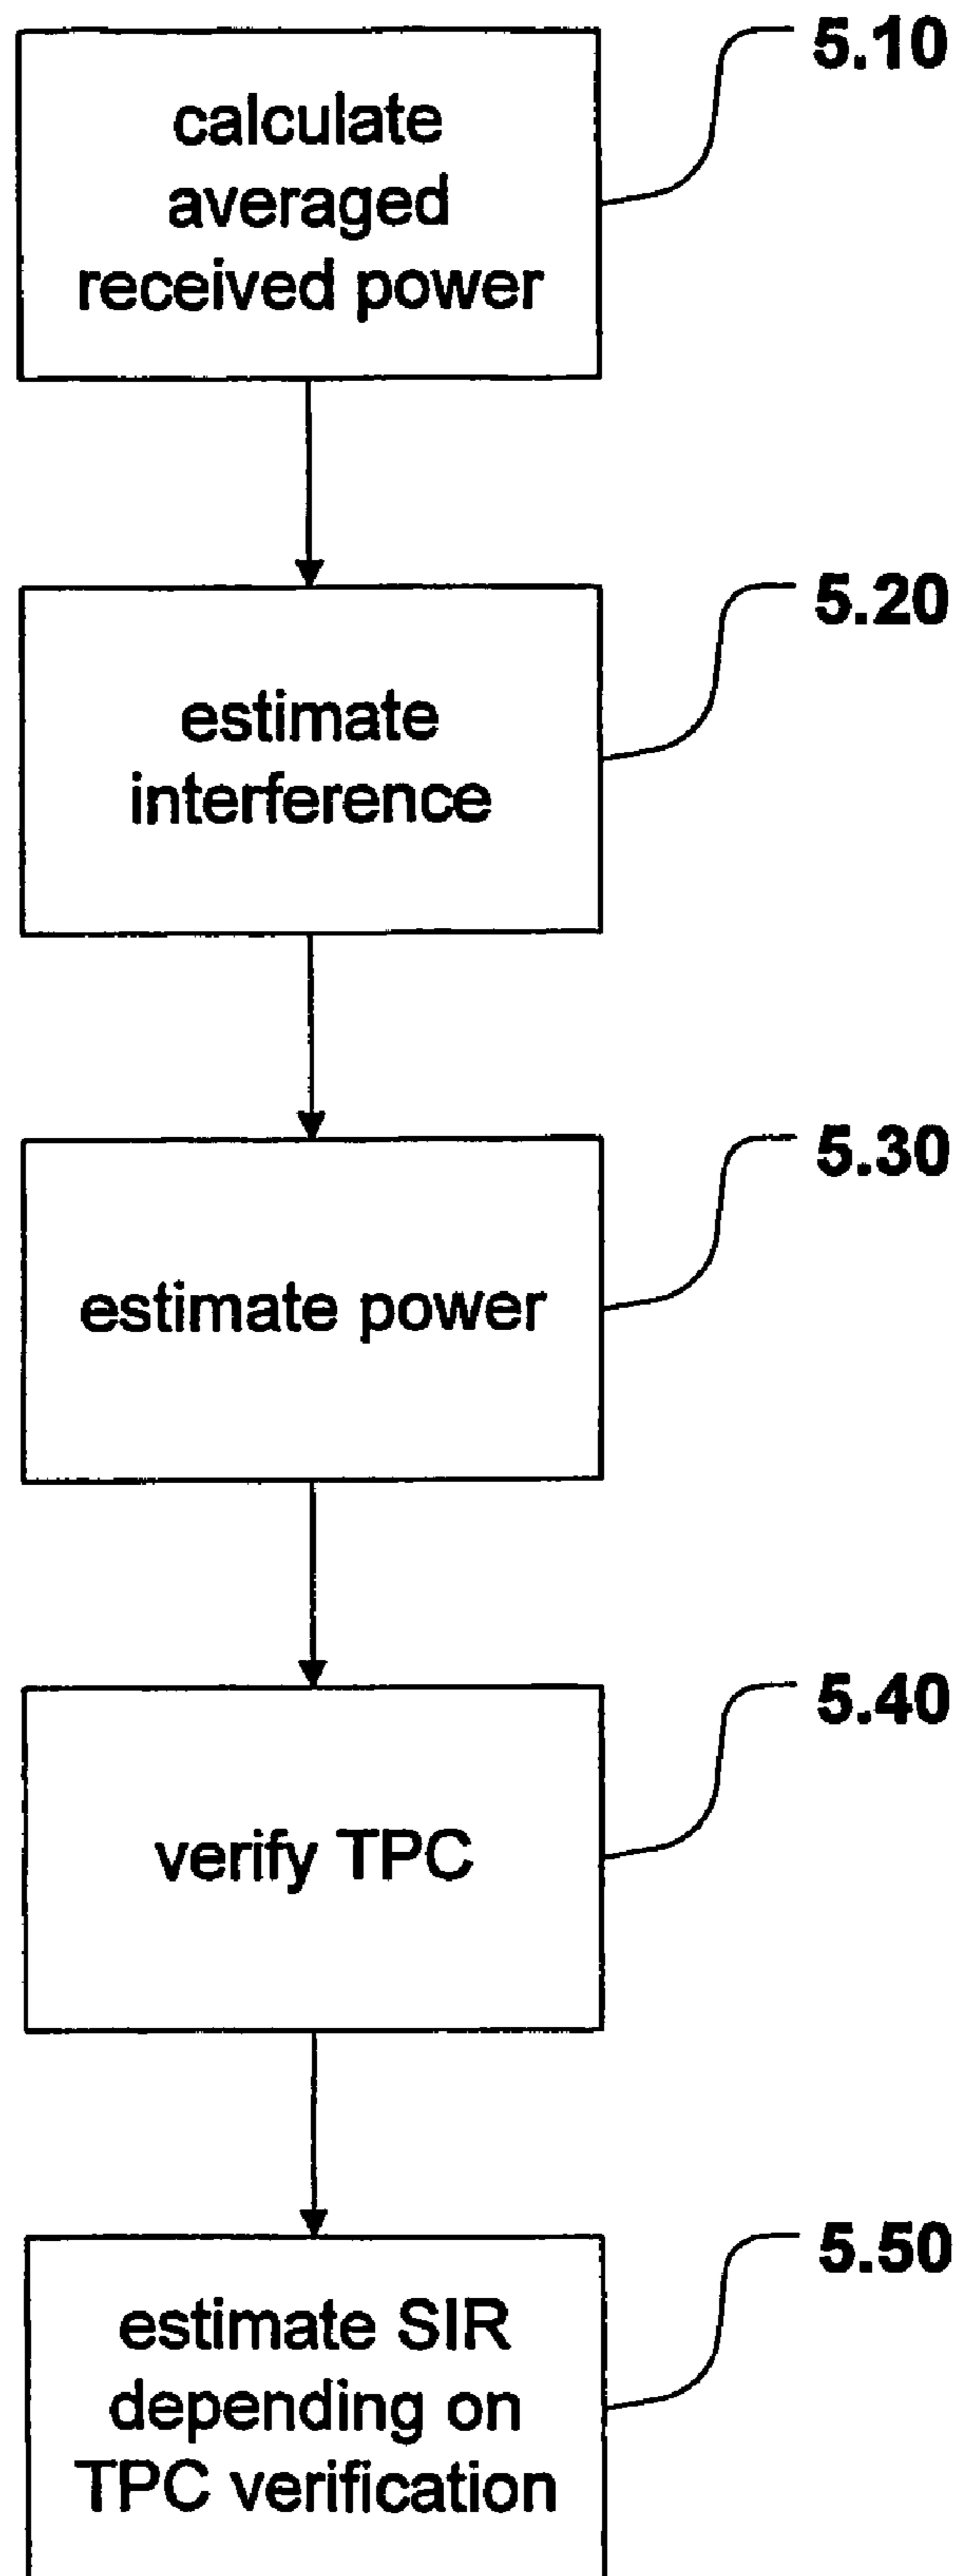 calculate
averaged
received power
5.10
estimate
interference
5.20
estimate power
5.30
verify TPC
5.40
estimate SIR
depending on
TPC verification
5.50